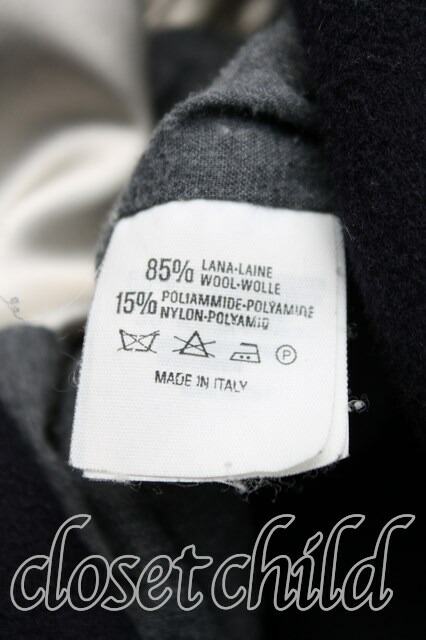 85% LANA-LAINE
WOOL-WOLLE
15% POLIAMMIDE-POLYAMIDE
NYLON-POLYAMID
P
MADE IN ITALY
closet child